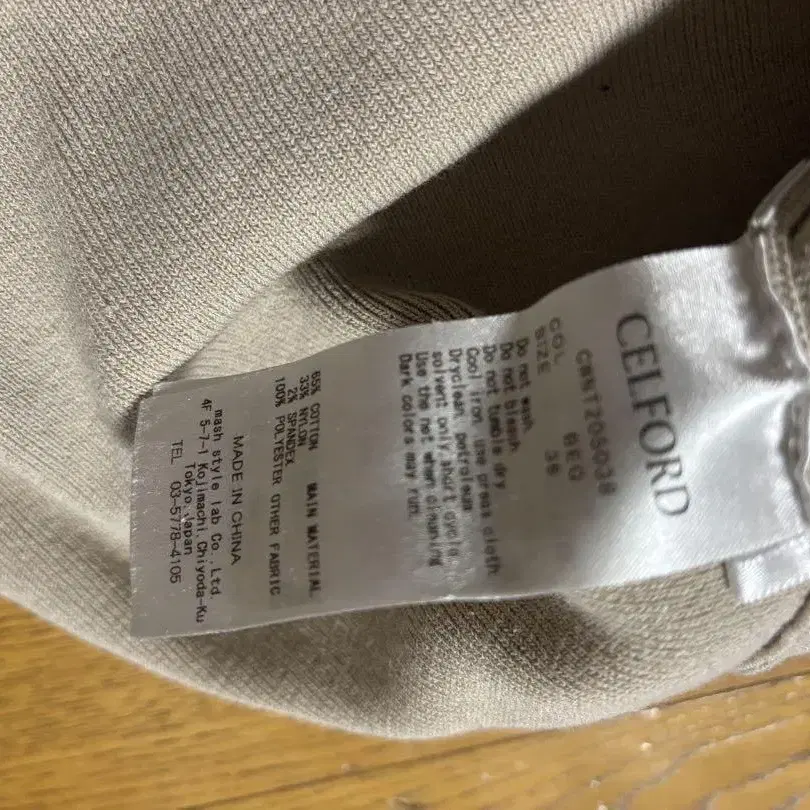 CELFORD
CWNT205038
COL BEG
SIZE 36
Do not wash.
Do not bleach.
Do not tumble dry.
Cool iron. Use press cloth
Dryclean, petroleum
solvent only,short cycle.
Use the net when cleaning
Dark colors may run.
65% COTTON MAIN MATERIAL
33% NYLON
2% SPANDEX
100% POLYESTER OTHER FABRIC
MADE IN CHINA
mash style lab Co.,Ltd.
4F 5-7-1 Kojimachi,Chiyoda-Ku
Tokyo,Japan
TEL 03-5778-4105